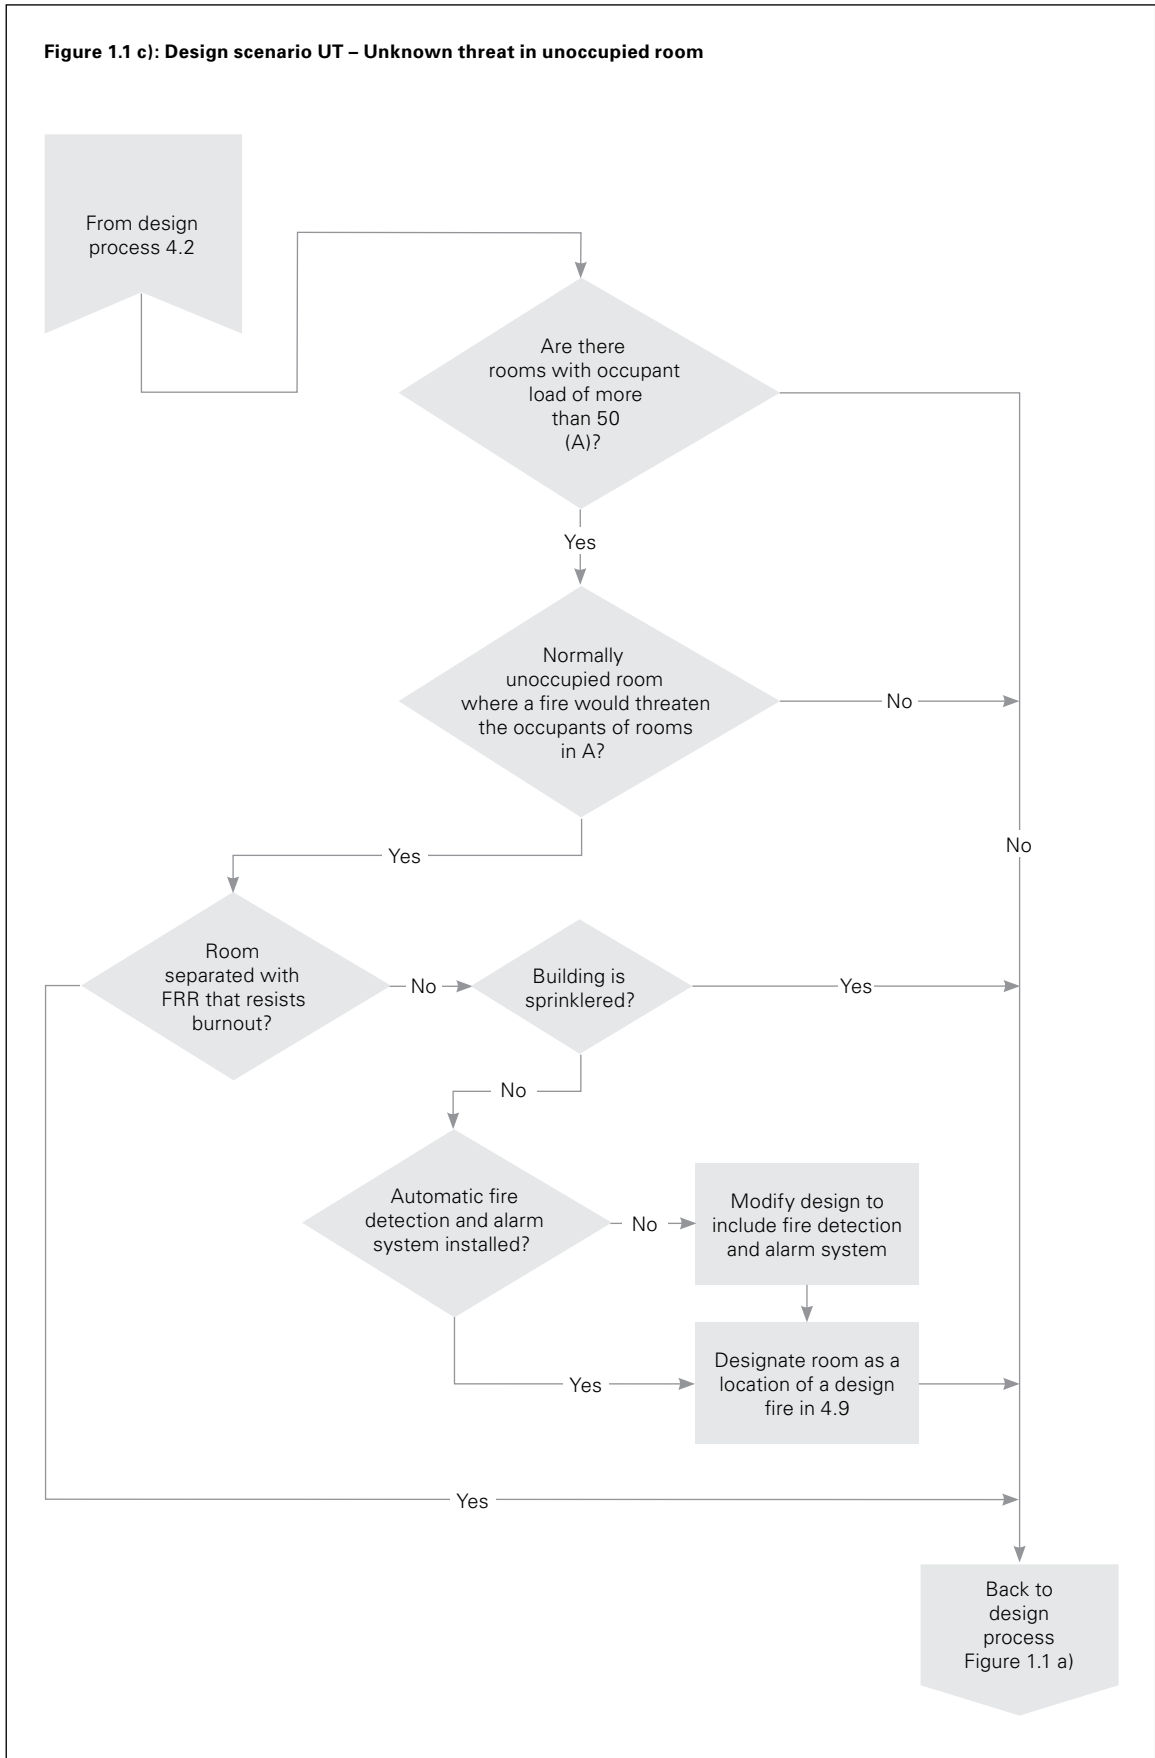 Figure 1.1 c): Design scenario UT – Unknown threat in unoccupied room
From design
process 4.2
Are there
rooms with occupant
load of more
than 50
(A)?
Yes
Normally
unoccupied room
where a fire would threaten
the occupants of rooms
in A?
No
No
Yes
Room
separated with
FRR that resists
burnout?
No
Building is
sprinklered?
Yes
No
Automatic fire
detection and alarm
system installed?
No
Modify design to
include fire detection
and alarm system
Yes
Designate room as a
location of a design
fire in 4.9
Yes
Back to
design
process
Figure 1.1 a)